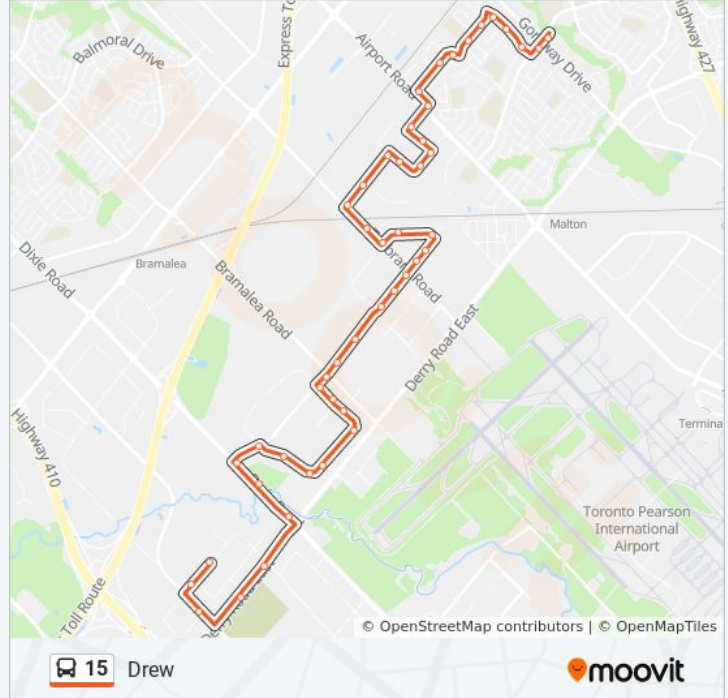 Express To
Goreway Drive
Balmoral Drive
Airport Road
Highway 427
Malton
Dixie Road
Bramalea
Bramalea Road
Derry Road East
Highway 410
Termina
Toronto Pearson
International
Airport
Toll Route
© OpenStreetMap contributors | © OpenMapTiles
15 Drew
moovit